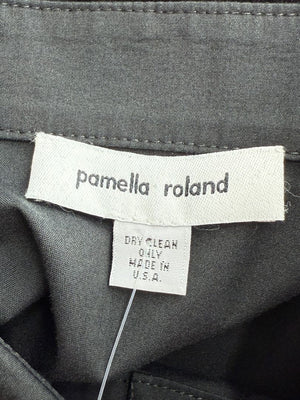 pamella roland
DRY CLEAN
ONLY
MADE IN
U.S.A.